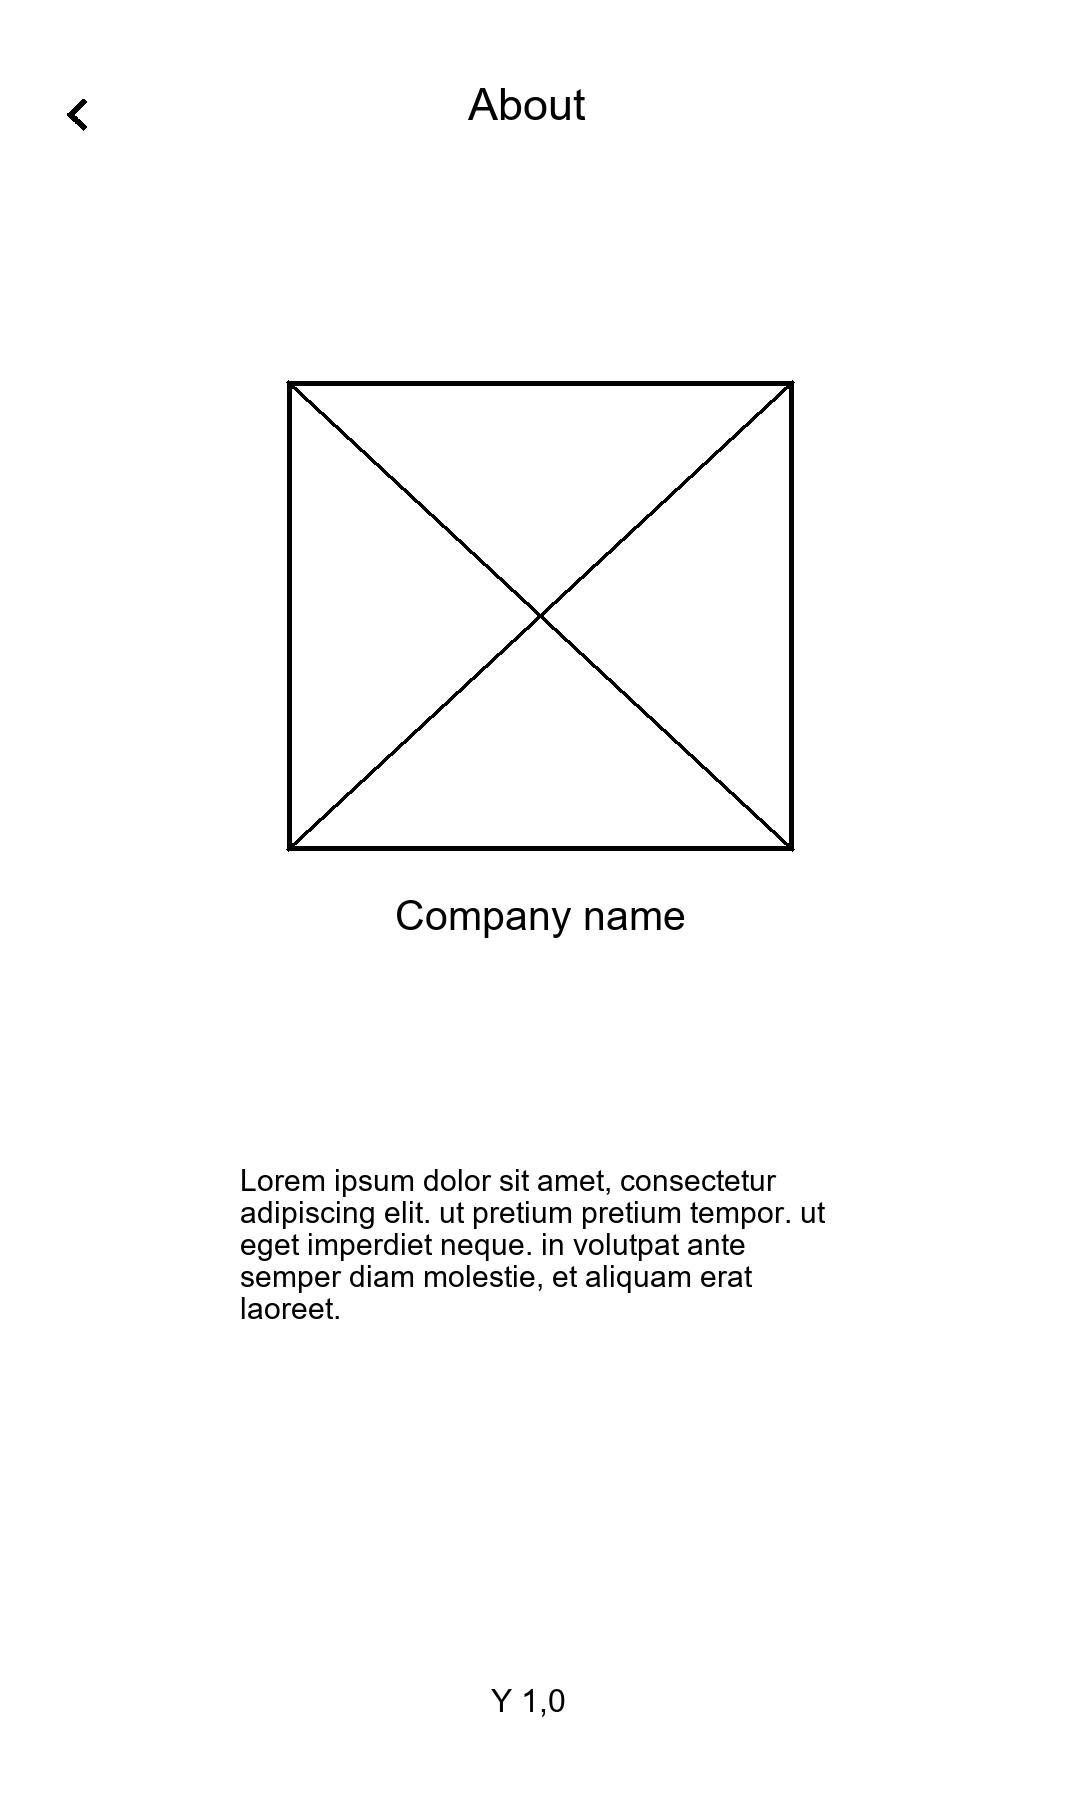 About
Company name
Lorem ipsum dolor sit amet, consectetur
adipiscing elit. ut pretium pretium tempor. ut
eget imperdiet neque. in volutpat ante
semper diam molestie, et aliquam erat
laoreet.
Y 1,0